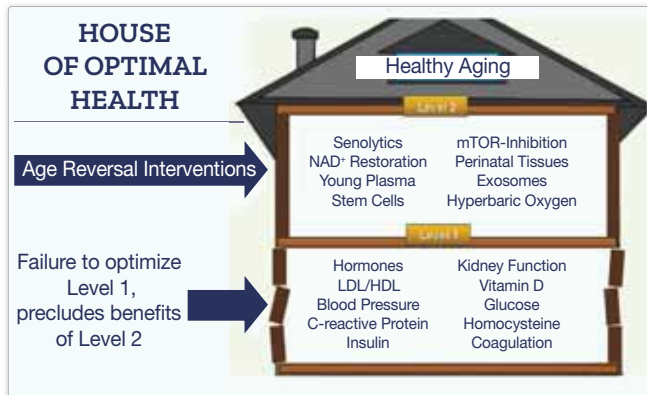 HOUSE
OF OPTIMAL
HEALTH
Healthy Aging
Level 2
Age Reversal Interventions
Senolytics
NAD⁺ Restoration
Young Plasma
Stem Cells
mTOR-Inhibition
Perinatal Tissues
Exosomes
Hyperbaric Oxygen
Level 1
Failure to optimize
Level 1,
precludes benefits
of Level 2
Hormones
LDL/HDL
Blood Pressure
C-reactive Protein
Insulin
Kidney Function
Vitamin D
Glucose
Homocysteine
Coagulation